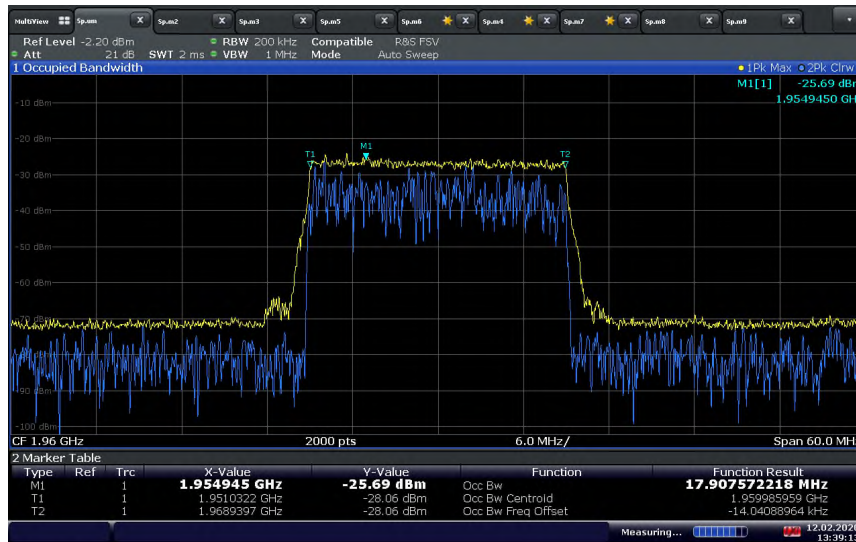 MultiView Sp.um X Sp.m2 X Sp.m3 X Sp.m5 X Sp.m6 X Sp.m4 X Sp.m7 X Sp.m8 X Sp.m9 X
Ref Level -2.20 dBm RBW 200 kHz Compatible R&S FSV
Att 21 dB SWT 2 ms VBW 1 MHz Mode Auto Sweep
1 Occupied Bandwidth 1Pk Max 2Pk Clrw
M1[1] -25.69 dBm
1.9549450 GH
-10 dBm
-20 dBm
T1 M1 T2
-30 dBm
-40 dBm
-50 dBm
-60 dBm
-70 dBm
-90 dBm
-100 dBm
CF 1.96 GHz 2000 pts 6.0 MHz/ Span 60.0 MH
2 Marker Table
Type Ref Trc X-Value Y-Value Function Function Result
M1 1 1.954945 GHz -25.69 dBm Occ Bw 17.907572218 MHz
T1 1 1.9510322 GHz -28.06 dBm Occ Bw Centroid 1.959985959 GHz
T2 1 1.9689397 GHz -28.06 dBm Occ Bw Freq Offset -14.04088964 kHz
Measuring... 12.02.2020
13:39:13